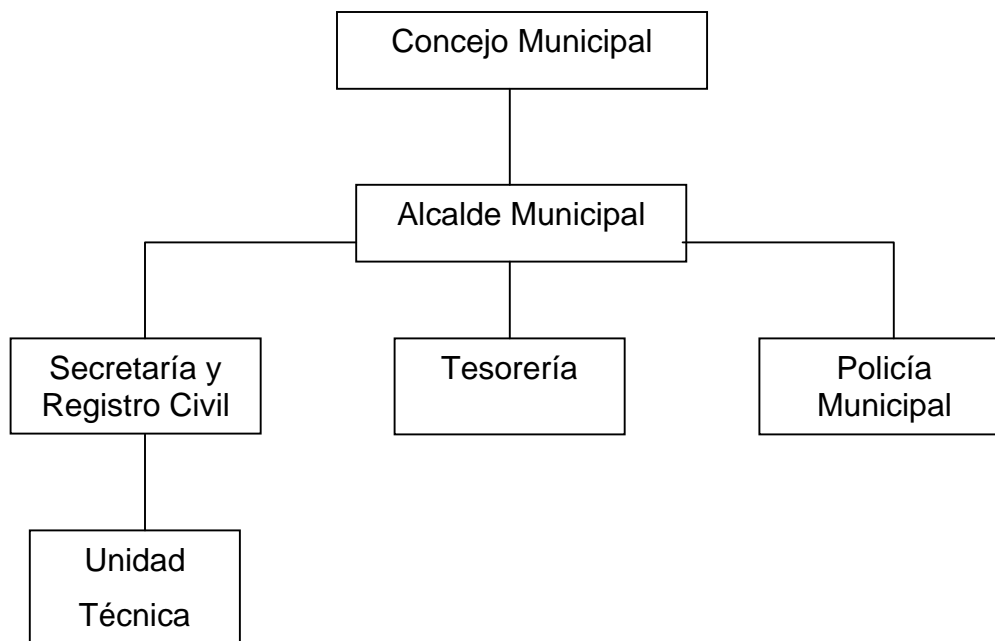 Concejo Municipal
Alcalde Municipal
Secretaría y
Registro Civil
Tesorería
Policía
Municipal
Unidad
Técnica